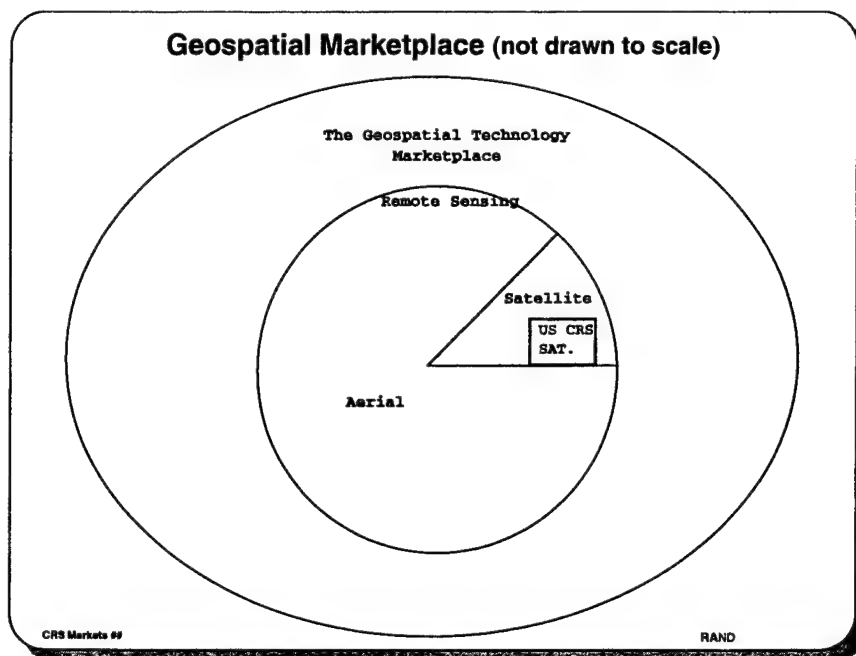 Geospatial Marketplace (not drawn to scale)
The Geospatial Technology
Marketplace
Remote Sensing
Satellite
US CRS
SAT.
Aerial
CRS Markets ##
RAND